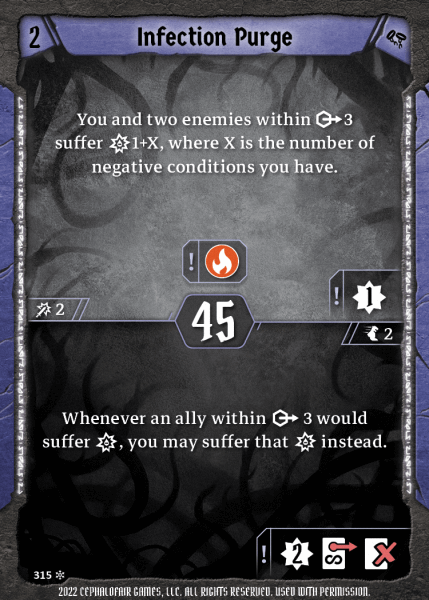 2
Infection Purge
You and two enemies within 3
suffer 1+X, where X is the number of
negative conditions you have.
!
! 1
2
45
2
Whenever an ally within 3 would
suffer , you may suffer that instead.
! 2
315
2022 CEPHALOFAIR GAMES, LLC. ALL RIGHTS RESERVED. USED WITH PERMISSION.